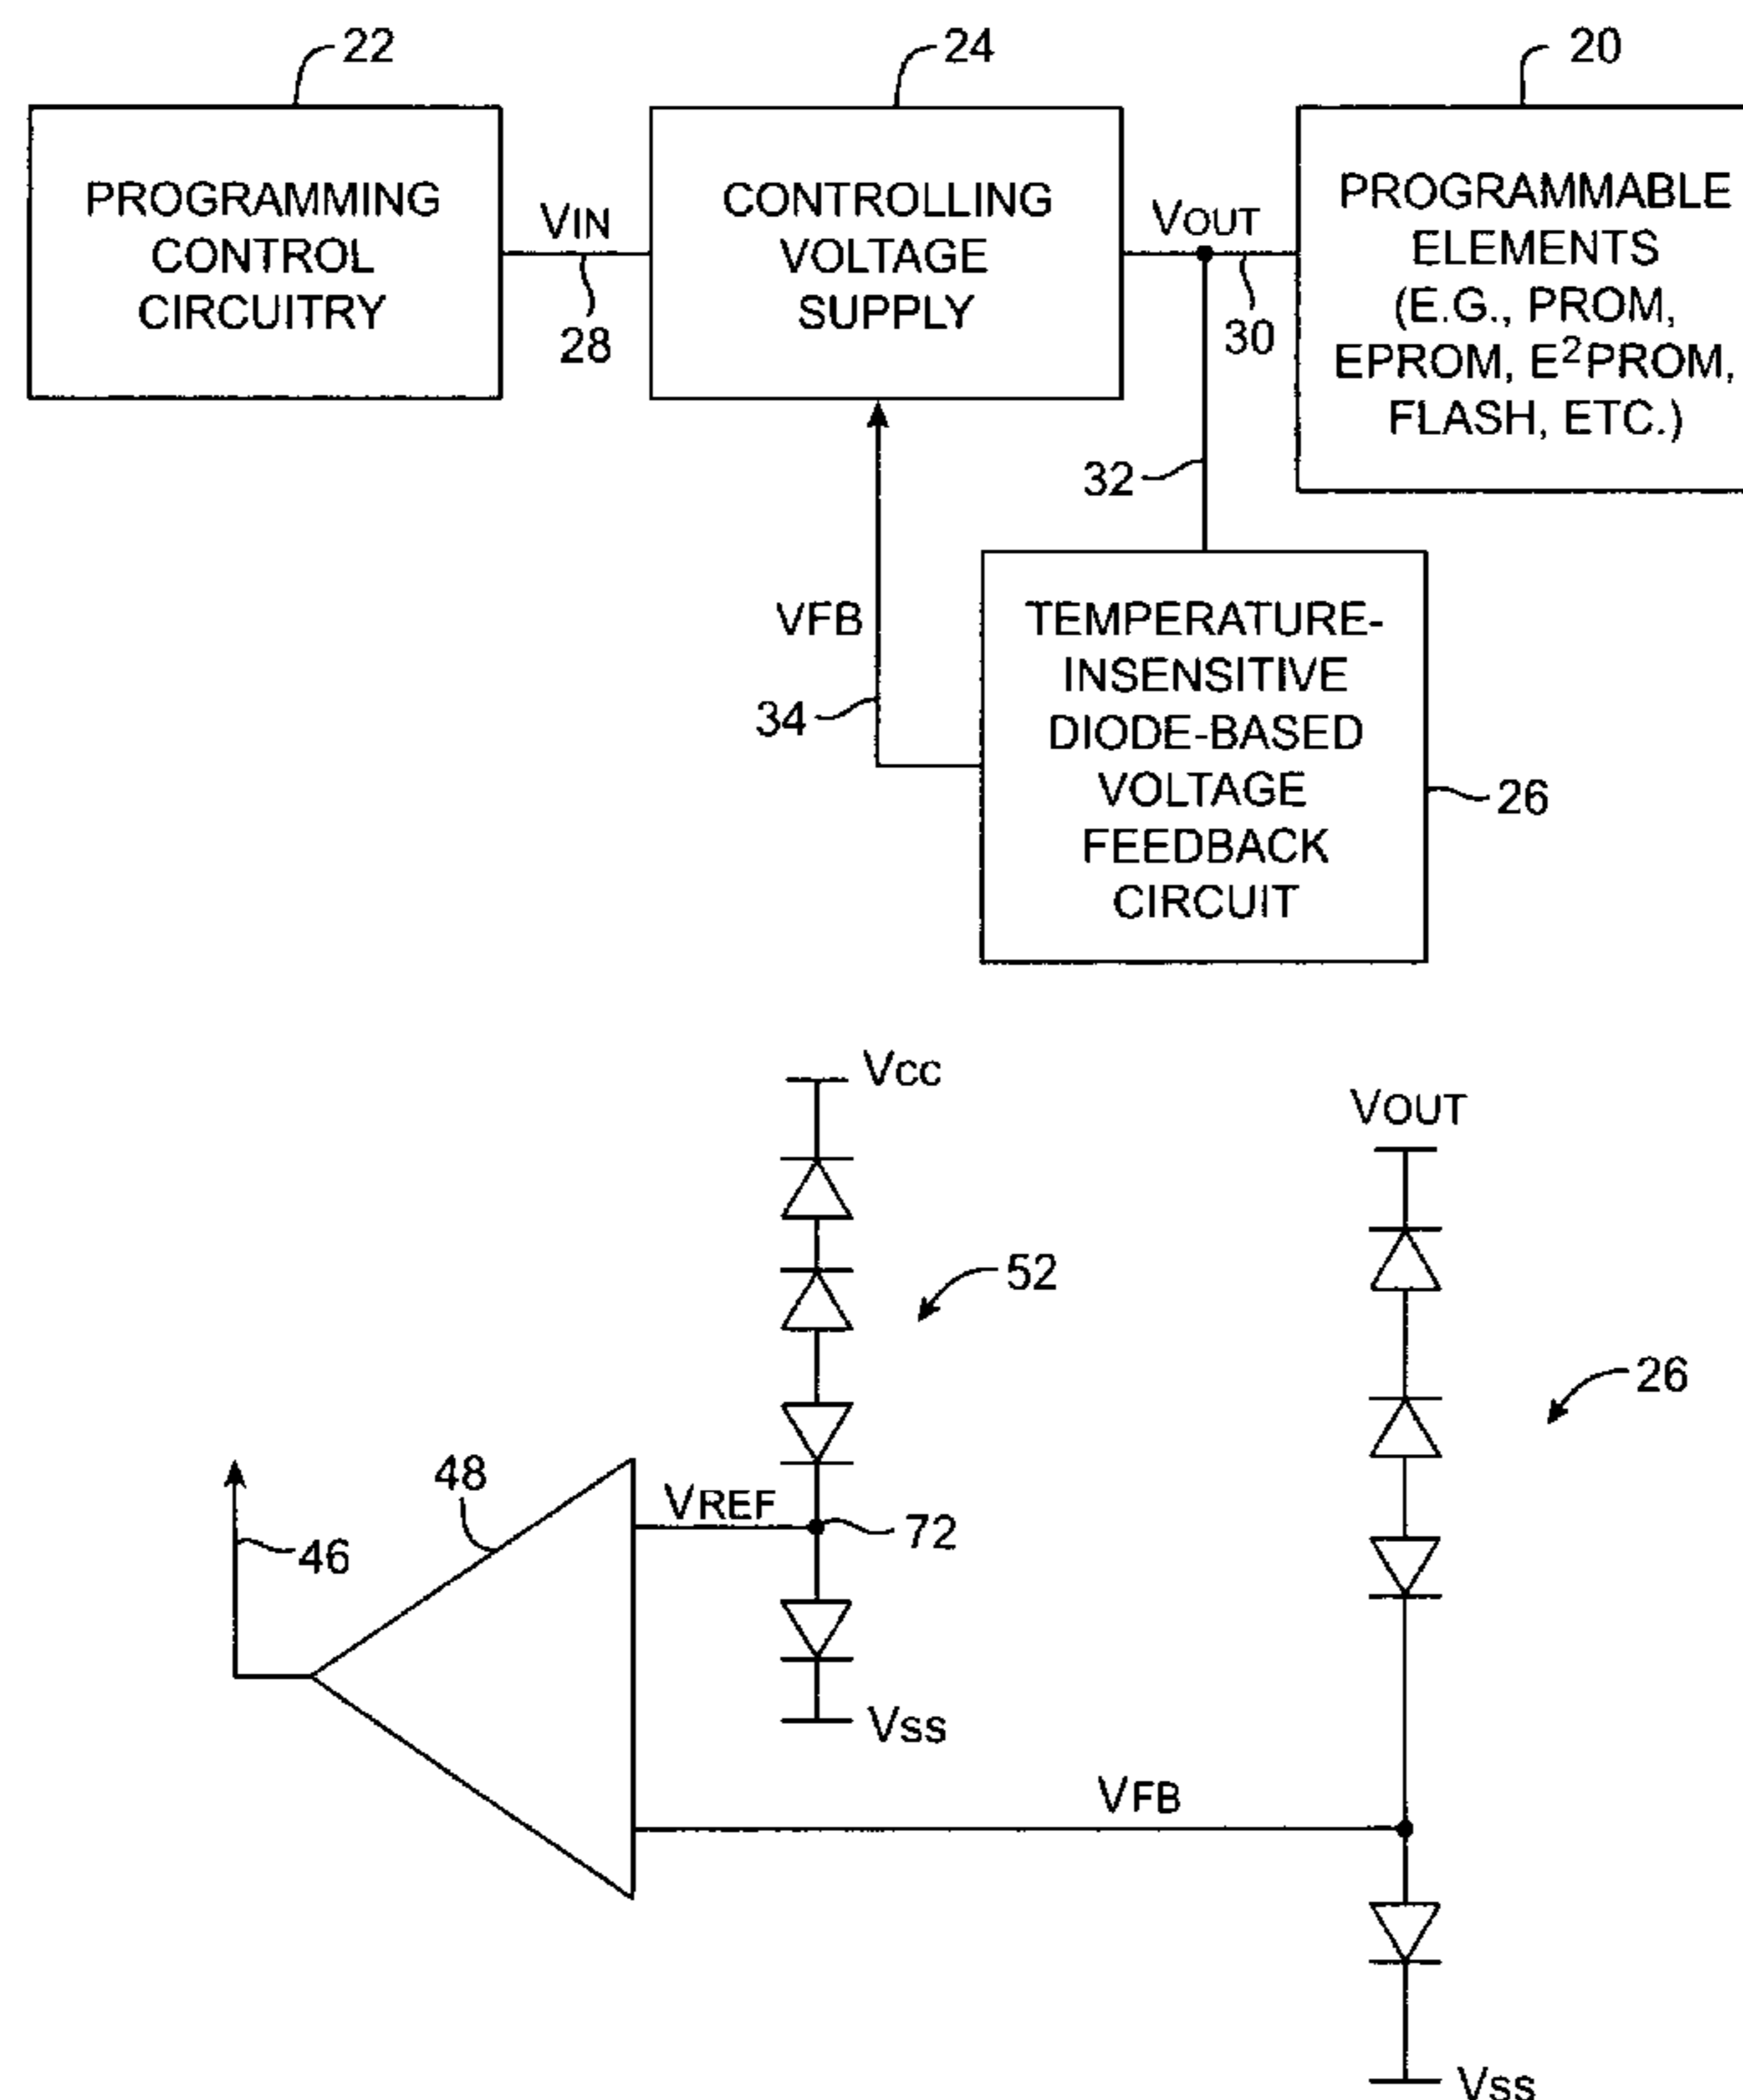 22
24
20
PROGRAMMING
CONTROL
CIRCUITRY
VIN
28
CONTROLLING
VOLTAGE
SUPPLY
VOUT
30
PROGRAMMABLE
ELEMENTS
(E.G., PROM,
EPROM, E²PROM,
FLASH, ETC.)
32
VFB
34
TEMPERATURE-
INSENSITIVE
DIODE-BASED
VOLTAGE
FEEDBACK
CIRCUIT
26
VCC
VOUT
52
26
48
VREF
72
46
VSS
VFB
VSS